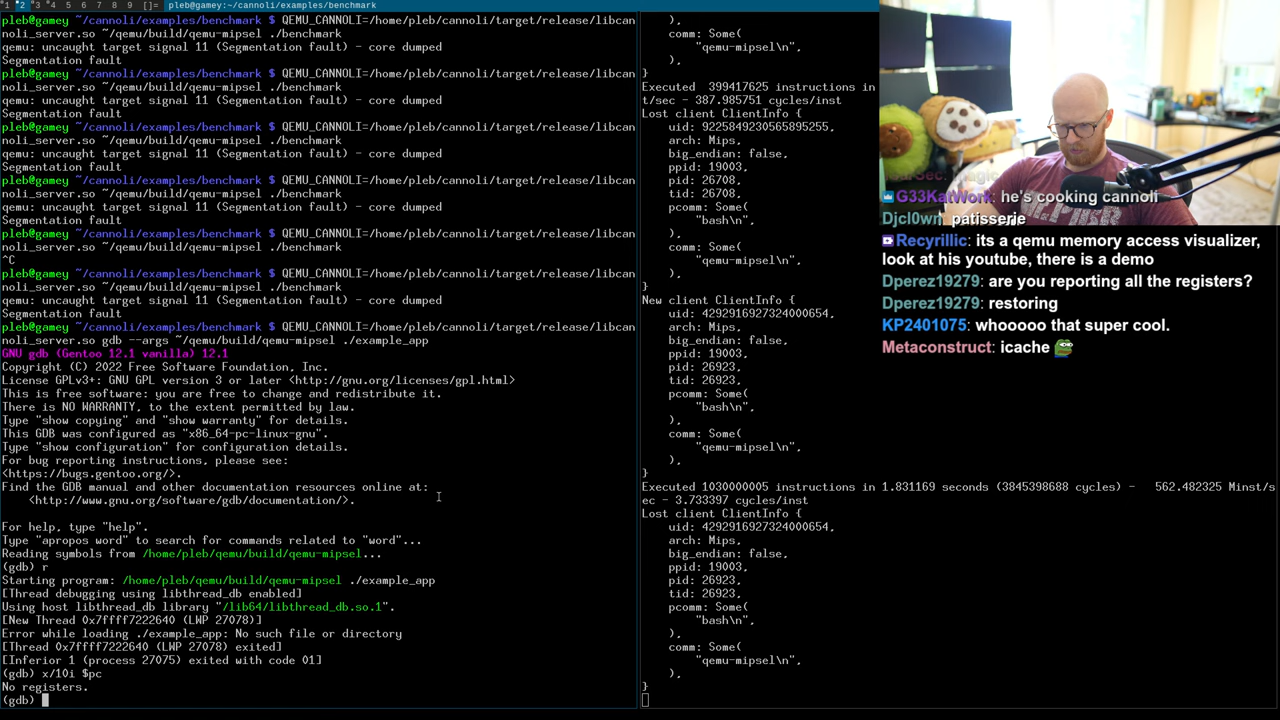 1 2 3 4 5 6 7 8 9 []= pleb@gamey:~/cannoli/examples/benchmark
pleb@gamey ~/cannoli/examples/benchmark $ QEMU_CANNOLI=/home/pleb/cannoli/target/release/libcan
noli_server.so ~/qemu/build/qemu-mipsel ./benchmark
qemu: uncaught target signal 11 (Segmentation fault) - core dumped
Segmentation fault
pleb@gamey ~/cannoli/examples/benchmark $ QEMU_CANNOLI=/home/pleb/cannoli/target/release/libcan
noli_server.so ~/qemu/build/qemu-mipsel ./benchmark
qemu: uncaught target signal 11 (Segmentation fault) - core dumped
Segmentation fault
pleb@gamey ~/cannoli/examples/benchmark $ QEMU_CANNOLI=/home/pleb/cannoli/target/release/libcan
noli_server.so ~/qemu/build/qemu-mipsel ./benchmark
qemu: uncaught target signal 11 (Segmentation fault) - core dumped
Segmentation fault
pleb@gamey ~/cannoli/examples/benchmark $ QEMU_CANNOLI=/home/pleb/cannoli/target/release/libcan
noli_server.so ~/qemu/build/qemu-mipsel ./benchmark
qemu: uncaught target signal 11 (Segmentation fault) - core dumped
Segmentation fault
pleb@gamey ~/cannoli/examples/benchmark $ QEMU_CANNOLI=/home/pleb/cannoli/target/release/libcan
noli_server.so ~/qemu/build/qemu-mipsel ./benchmark
^C
pleb@gamey ~/cannoli/examples/benchmark $ QEMU_CANNOLI=/home/pleb/cannoli/target/release/libcan
noli_server.so ~/qemu/build/qemu-mipsel ./benchmark
qemu: uncaught target signal 11 (Segmentation fault) - core dumped
Segmentation fault
pleb@gamey ~/cannoli/examples/benchmark $ QEMU_CANNOLI=/home/pleb/cannoli/target/release/libcan
noli_server.so gdb --args ~/qemu/build/qemu-mipsel ./example_app
GNU gdb (Gentoo 12.1 vanilla) 12.1
Copyright (C) 2022 Free Software Foundation, Inc.
License GPLv3+: GNU GPL version 3 or later <http://gnu.org/licenses/gpl.html>
This is free software: you are free to change and redistribute it.
There is NO WARRANTY, to the extent permitted by law.
Type "show copying" and "show warranty" for details.
This GDB was configured as "x86_64-pc-linux-gnu".
Type "show configuration" for configuration details.
For bug reporting instructions, please see:
<https://bugs.gentoo.org/>.
Find the GDB manual and other documentation resources online at:
<http://www.gnu.org/software/gdb/documentation/>.
For help, type "help".
Type "apropos word" to search for commands related to "word"...
Reading symbols from /home/pleb/qemu/build/qemu-mipsel...
(gdb) r
Starting program: /home/pleb/qemu/build/qemu-mipsel ./example_app
[Thread debugging using libthread_db enabled]
Using host libthread_db library "/lib64/libthread_db.so.1".
[New Thread 0x7ffff7222640 (LWP 27078)]
Error while loading ./example_app: No such file or directory
[Thread 0x7ffff7222640 (LWP 27078) exited]
[Inferior 1 (process 27075) exited with code 01]
(gdb) x/10i $pc
No registers.
(gdb)
),
comm: Some(
"qemu-mipsel\n",
),
}
Executed 399417625 instructions in
t/sec - 387.985751 cycles/inst
Lost client ClientInfo {
uid: 9225849230565895255,
arch: Mips,
big_endian: false,
ppid: 19003,
pid: 26708,
tid: 26708,
pcomm: Some(
"bash\n",
),
comm: Some(
"qemu-mipsel\n",
),
}
New client ClientInfo {
uid: 4292916927324000654,
arch: Mips,
big_endian: false,
ppid: 19003,
pid: 26923,
tid: 26923,
pcomm: Some(
"bash\n",
),
comm: Some(
"qemu-mipsel\n",
),
}
Executed 1030000005 instructions in 1.831169 seconds (3845398688 cycles) - 562.482325 Minst/s
ec - 3.733397 cycles/inst
Lost client ClientInfo {
uid: 4292916927324000654,
arch: Mips,
big_endian: false,
ppid: 19003,
pid: 26923,
tid: 26923,
pcomm: Some(
"bash\n",
),
comm: Some(
"qemu-mipsel\n",
),
}
G33KatWork: he's cooking cannoli
Djcl0wn: patisserie
Recyrillic: its a qemu memory access visualizer,
look at his youtube, there is a demo
Dperez19279: are you reporting all the registers?
Dperez19279: restoring
KP2401075: whooooo that super cool.
Metaconstruct: icache